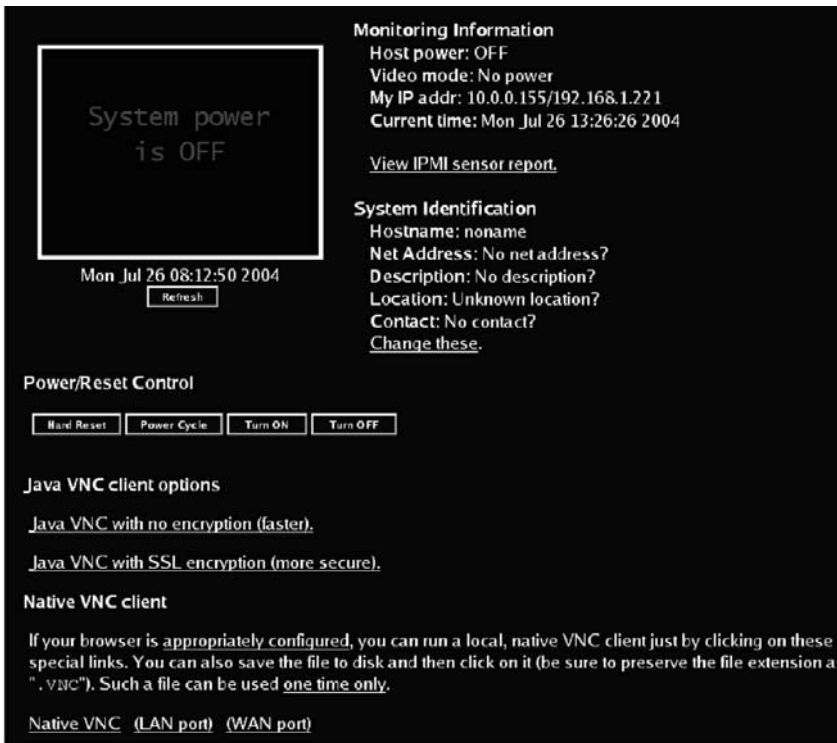 System power
is OFF
Mon Jul 26 08:12:50 2004
Refresh
Monitoring Information
Host power: OFF
Video mode: No power
My IP addr: 10.0.0.155/192.168.1.221
Current time: Mon Jul 26 13:26:26 2004
View IPMI sensor report.
System Identification
Hostname: noname
Net Address: No net address?
Description: No description?
Location: Unknown location?
Contact: No contact?
Change these.
Power/Reset Control
Hard Reset Power Cycle Turn ON Turn OFF
Java VNC client options
Java VNC with no encryption (faster).
Java VNC with SSL encryption (more secure).
Native VNC client
If your browser is appropriately configured, you can run a local, native VNC client just by clicking on these
special links. You can also save the file to disk and then click on it (be sure to preserve the file extension a
".VNC"). Such a file can be used one time only.
Native VNC (LAN port) (WAN port)